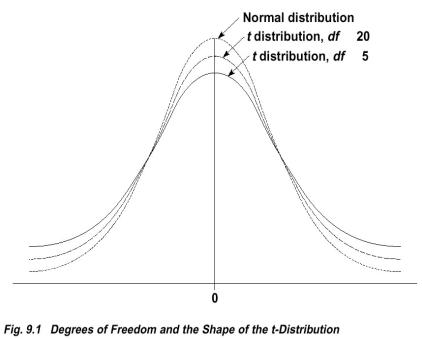 Normal distribution
t distribution, df 20
t distribution, df 5
0
Fig. 9.1 Degrees of Freedom and the Shape of the t-Distribution